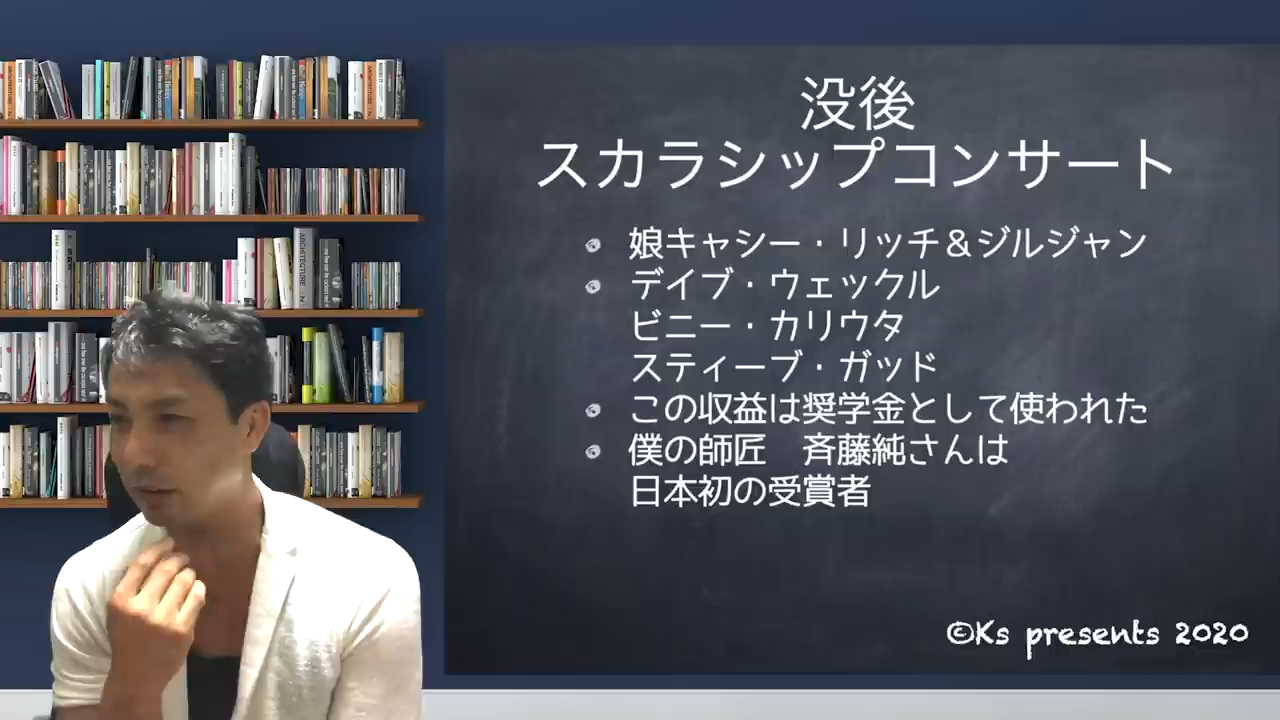 没後
スカラシップコンサート
娘キャシー・リッチ＆ジルジャン
デイブ・ウェックル
ビニー・カリウタ
スティーブ・ガッド
この収益は奨学金として使われた
僕の師匠　斉藤純さんは
日本初の受賞者
©Ks presents 2020